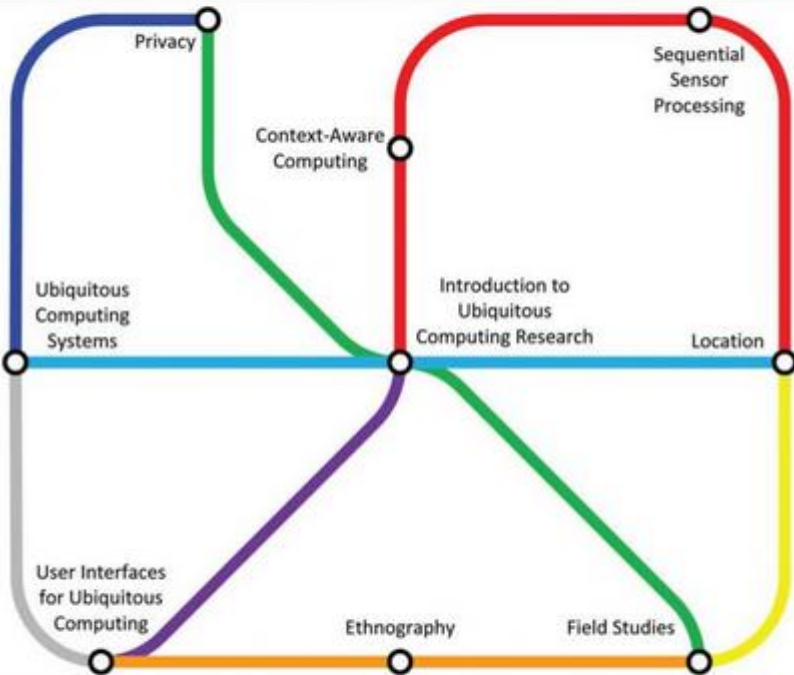 Privacy
Sequential
Sensor
Processing
Context-Aware
Computing
Ubiquitous
Computing
Systems
Introduction to
Ubiquitous
Computing Research
Location
User Interfaces
for Ubiquitous
Computing
Ethnography
Field Studies